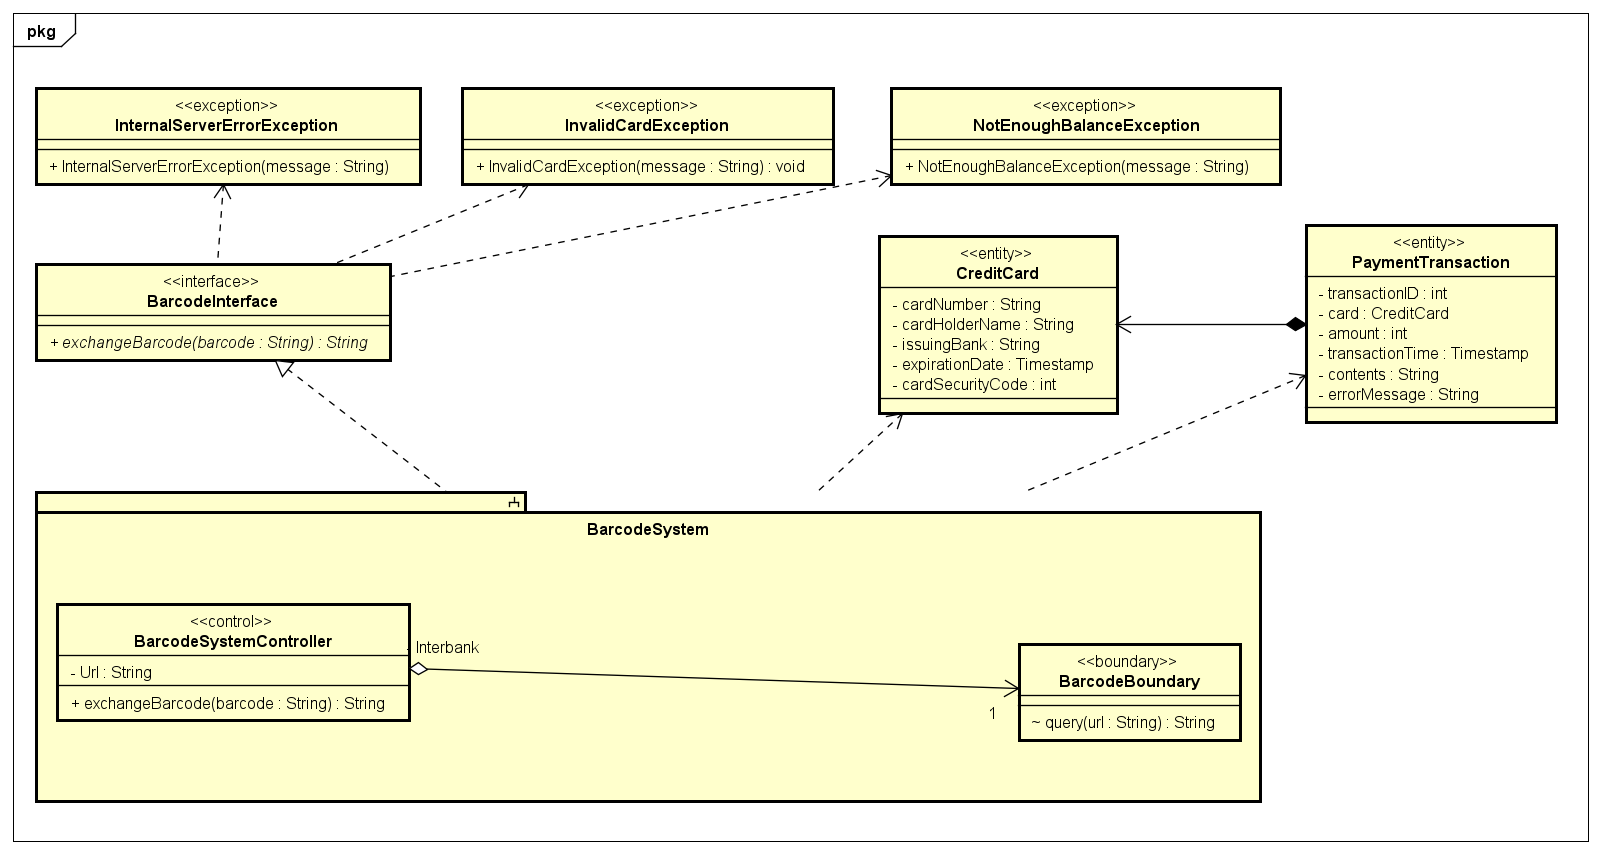 pkg
<<exception>>
InternalServerErrorException
+ InternalServerErrorException(message : String)
<<exception>>
InvalidCardException
+ InvalidCardException(message : String) : void
<<exception>>
NotEnoughBalanceException
+ NotEnoughBalanceException(message : String)
<<interface>>
BarcodeInterface
+ exchangeBarcode(barcode : String) : String
<<entity>>
CreditCard
- cardNumber : String
- cardHolderName : String
- issuingBank : String
- expirationDate : Timestamp
- cardSecurityCode : int
<<entity>>
PaymentTransaction
- transactionID : int
- card : CreditCard
- amount : int
- transactionTime : Timestamp
- contents : String
- errorMessage : String
BarcodeSystem
<<control>>
BarcodeSystemController
- Url : String
+ exchangeBarcode(barcode : String) : String
- Interbank
1
<<boundary>>
BarcodeBoundary
~ query(url : String) : String